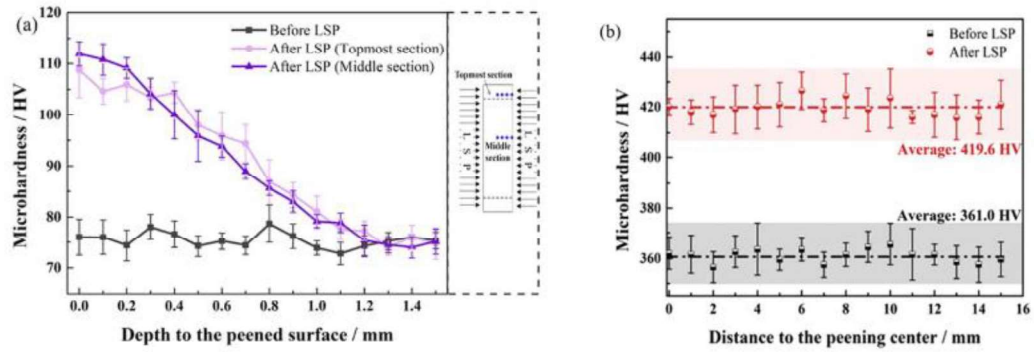 (a)
Before LSP
After LSP (Topmost section)
After LSP (Middle section)
Microhardness / HV
120
110
100
90
80
70
0.0 0.2 0.4 0.6 0.8 1.0 1.2 1.4
Depth to the peened surface / mm
Topmost section
LSP
Middle
section
LSP
(b)
Before LSP
After LSP
Microhardness / HV
440
420
400
380
360
Average: 419.6 HV
Average: 361.0 HV
0 2 4 6 8 10 12 14 16
Distance to the peening center / mm